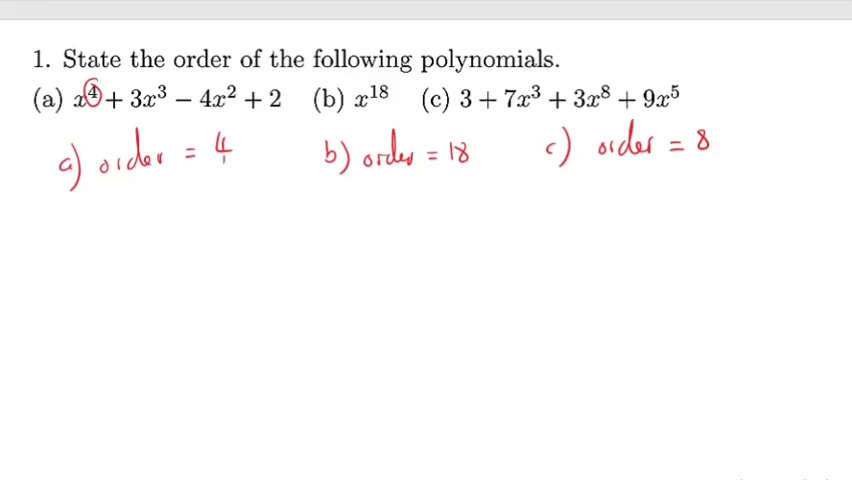 1. State the order of the following polynomials.
(a) x⁴ + 3x³ − 4x² + 2 (b) x¹⁸ (c) 3 + 7x³ + 3x⁸ + 9x⁵
a) order = 4 b) order = 18 c) order = 8